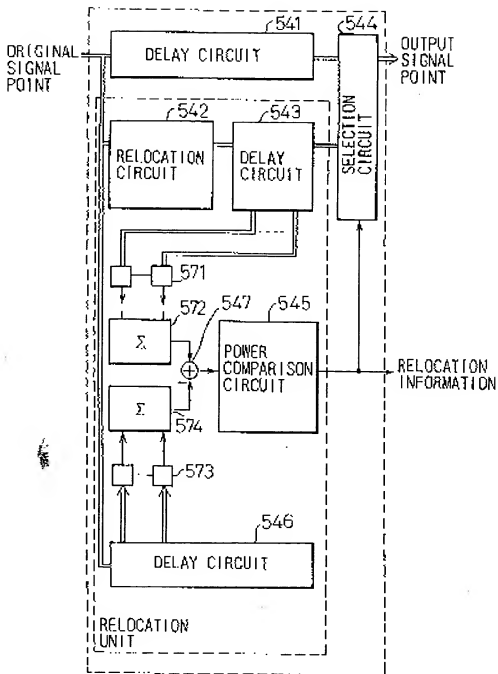 541
544
ORIGINAL
SIGNAL
POINT
DELAY CIRCUIT
OUTPUT
SIGNAL
POINT
542
543
RELOCATION
CIRCUIT
DELAY
CIRCUIT
SELECTION
CIRCUIT
571
572
547
545
Σ
+
POWER
COMPARISON
CIRCUIT
RELOCATION
INFORMATION
−
Σ
574
573
546
DELAY CIRCUIT
RELOCATION
UNIT